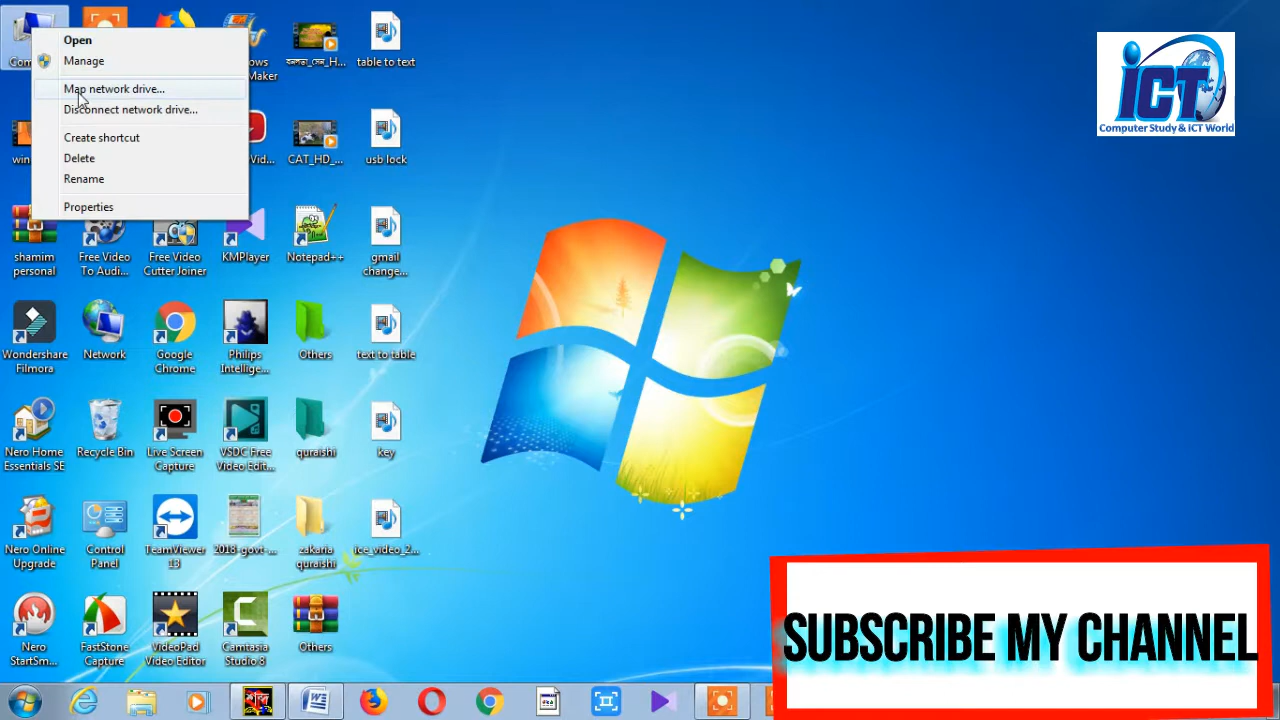 Open
Manage
Map network drive...
Disconnect network drive...
Create shortcut
Delete
Rename
Properties
table to text
CAT_HD_...
usb lock
shamim
personal
Free Video
To Audi...
Free Video
Cutter Joiner
KMPlayer
Notepad++
gmail
change...
Wondershare
Filmora
Network
Google
Chrome
Philips
Intellige...
Others
text to table
Nero Home
Essentials SE
Recycle Bin
Live Screen
Capture
VSDC Free
Video Edit...
quraishi
key
Nero Online
Upgrade
Control
Panel
TeamViewer
13
2018-govt-...
zakaria
quraishi
ice_video_2...
Nero
StartSm...
FastStone
Capture
VideoPad
Video Editor
Camtasia
Studio 8
Others
ICT
Computer Study & ICT World
SUBSCRIBE MY CHANNEL